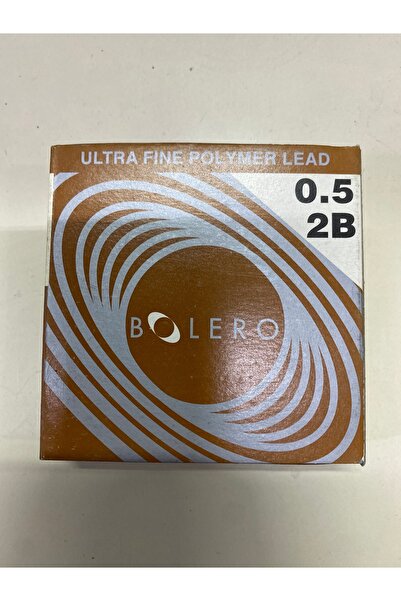 ULTRA FINE POLYMER LEAD
0.5
2B
BOLERO